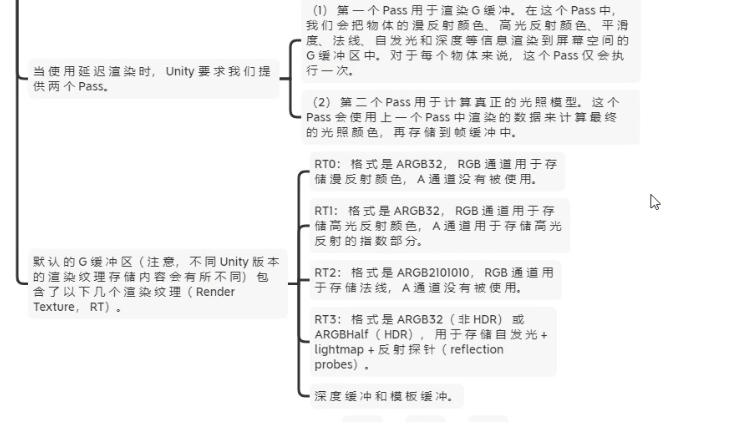 （1）第一个 Pass 用于渲染 G 缓冲。在这个 Pass 中，
我们会把物体的漫反射颜色、高光反射颜色、平滑
度、法线、自发光和深度等信息渲染到屏幕空间的
G 缓冲区中。对于每个物体来说，这个 Pass 仅会执
行一次。
当使用延迟渲染时，Unity 要求我们提
供两个 Pass。
（2）第二个 Pass 用于计算真正的光照模型。这个
Pass 会使用上一个 Pass 中渲染的数据来计算最终
的光照颜色，再存储到帧缓冲中。
默认的 G 缓冲区（注意，不同 Unity 版本
的渲染纹理存储内容会有所不同）包
含了以下几个渲染纹理（Render
Texture，RT）。
RT0：格式是 ARGB32，RGB 通道用于存
储漫反射颜色，A 通道没有被使用。
RT1：格式是 ARGB32，RGB 通道用于存
储高光反射颜色，A 通道用于存储高光
反射的指数部分。
RT2：格式是 ARGB2101010，RGB 通道用
于存储法线，A 通道没有被使用。
RT3：格式是 ARGB32（非 HDR）或
ARGBHalf（HDR），用于存储自发光 +
lightmap + 反射探针（reflection
probes）。
深度缓冲和模板缓冲。